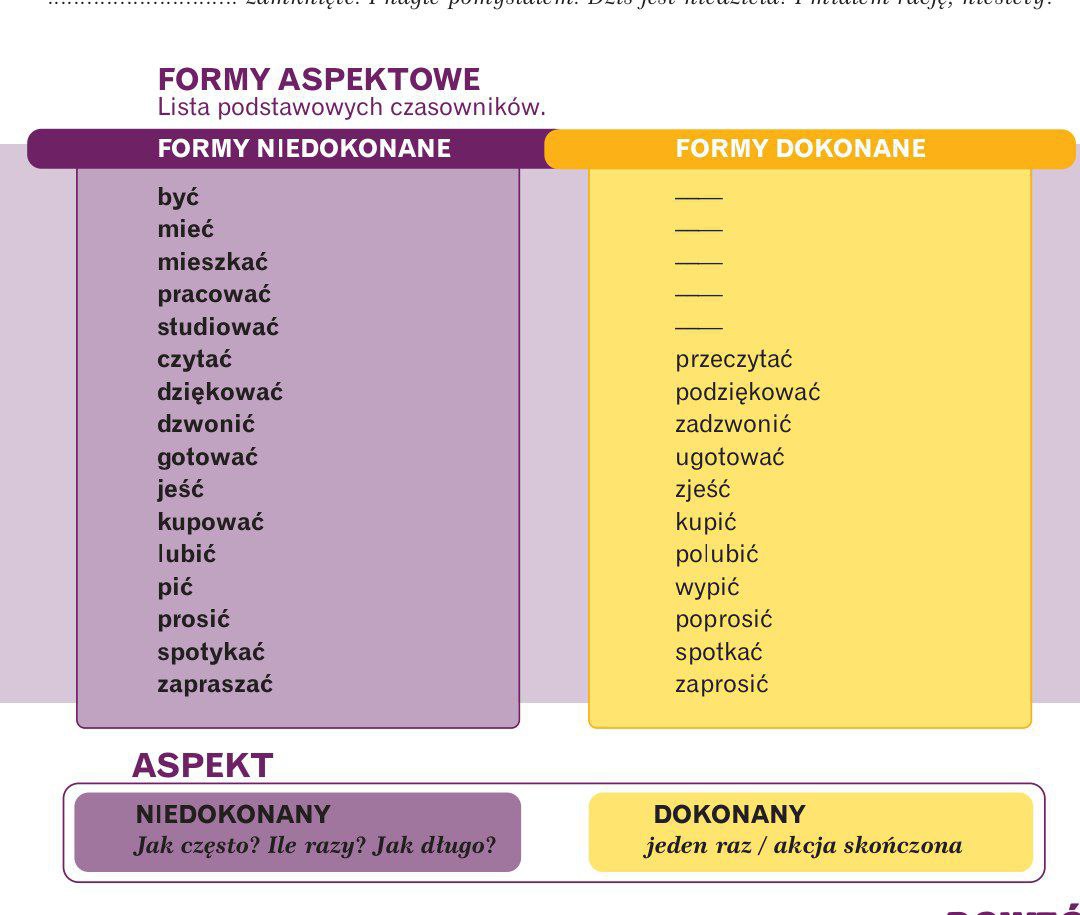 zamknięte. I nagle pomyślałem: Dziś jest niedziela! I miałem rację, niestety!
FORMY ASPEKTOWE
Lista podstawowych czasowników.
FORMY NIEDOKONANE FORMY DOKONANE
być ——
mieć ——
mieszkać ——
pracować ——
studiować ——
czytać przeczytać
dziękować podziękować
dzwonić zadzwonić
gotować ugotować
jeść zjeść
kupować kupić
lubić polubić
pić wypić
prosić poprosić
spotykać spotkać
zapraszać zaprosić
ASPEKT
NIEDOKONANY DOKONANY
Jak często? Ile razy? Jak długo? jeden raz / akcja skończona